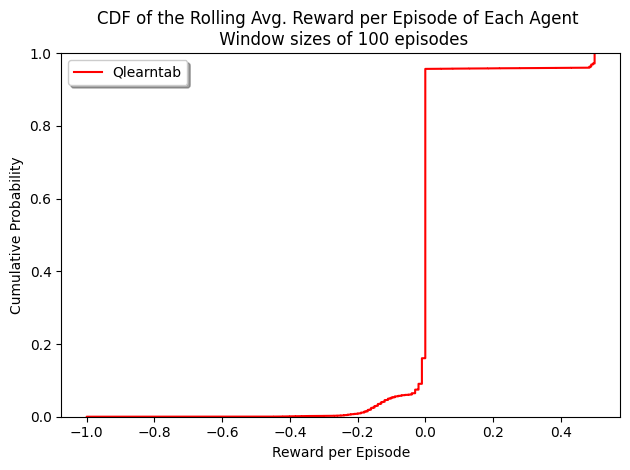 CDF of the Rolling Avg. Reward per Episode of Each Agent
Window sizes of 100 episodes
Qlearntab
Cumulative Probability
1.0
0.8
0.6
0.4
0.2
0.0
−1.0 −0.8 −0.6 −0.4 −0.2 0.0 0.2 0.4
Reward per Episode